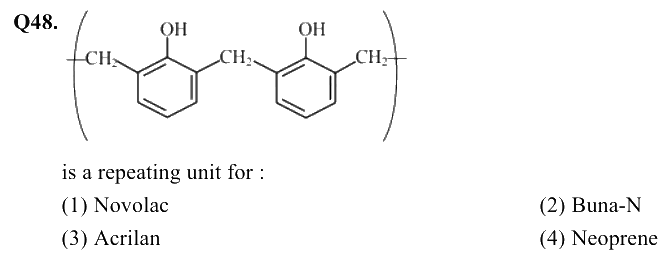 Q48.
OH OH
CH₂ CH₂ CH₂
is a repeating unit for :
(1) Novolac (2) Buna-N
(3) Acrilan (4) Neoprene